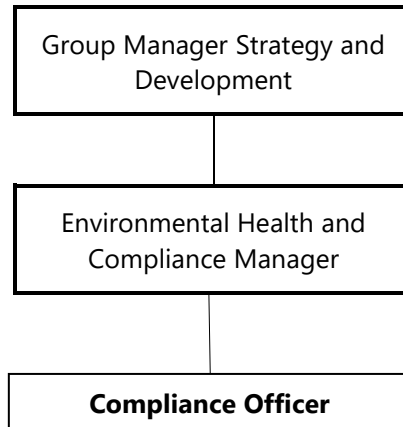 Group Manager Strategy and
Development
Environmental Health and
Compliance Manager
Compliance Officer